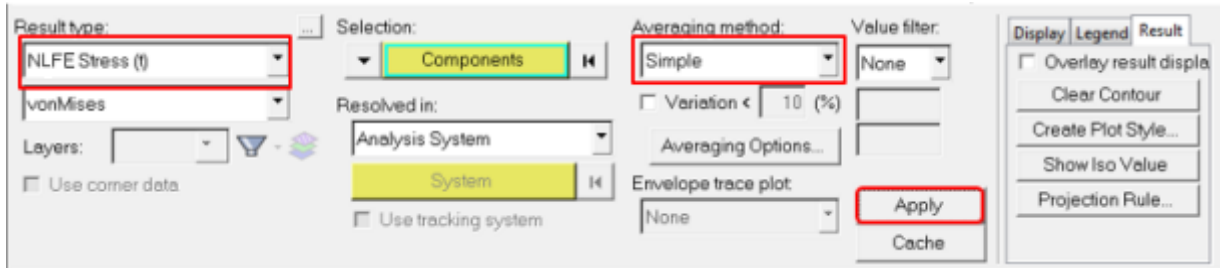 Result type:
...
NLFE Stress (t)
vonMises
Layers:
Use corner data
Selection:
Components
Resolved in:
Analysis System
System
Use tracking system
Averaging method:
Simple
Variation < 10 (%)
Averaging Options...
Envelope trace plot:
None
Value filter:
None
Apply
Cache
Display Legend Result
Overlay result displa
Clear Contour
Create Plot Style...
Show Iso Value
Projection Rule...